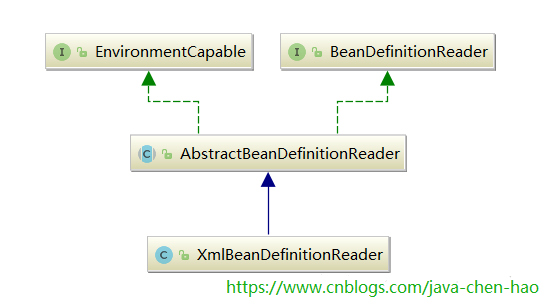 I EnvironmentCapable
I BeanDefinitionReader
C AbstractBeanDefinitionReader
C XmlBeanDefinitionReader
https://www.cnblogs.com/java-chen-hao